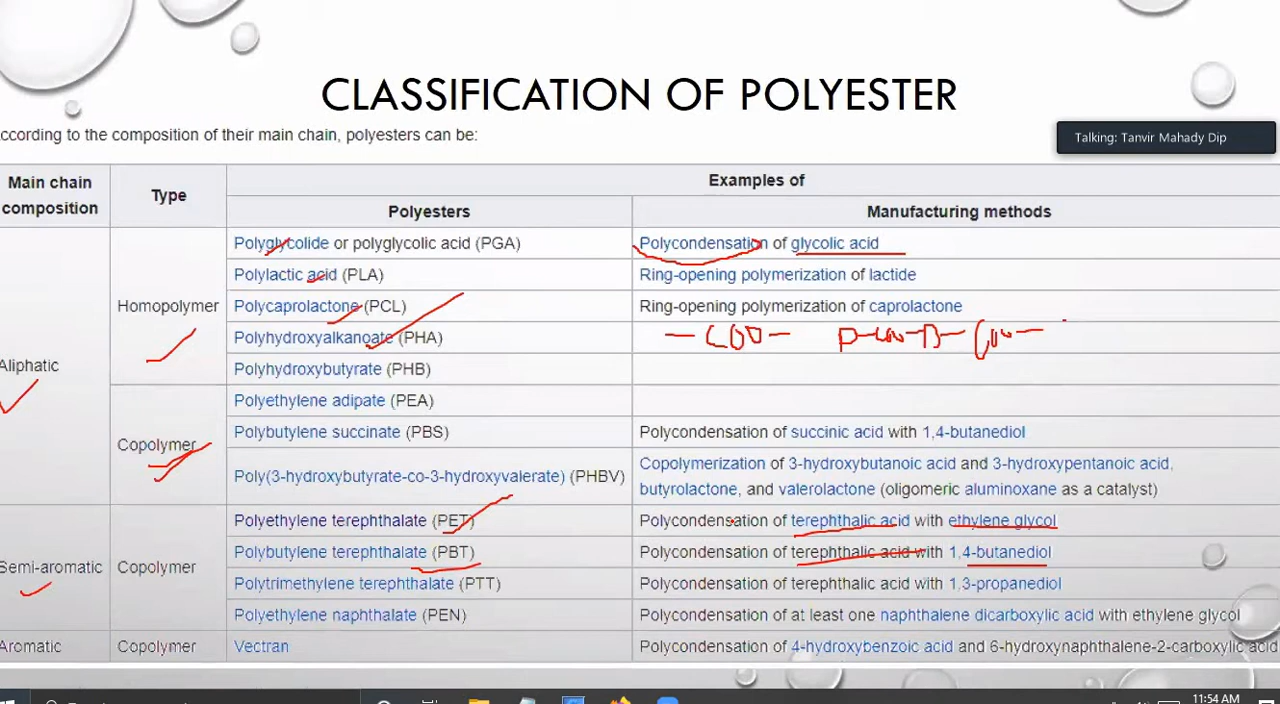 CLASSIFICATION OF POLYESTER
ccording to the composition of their main chain, polyesters can be:
Talking: Tanvir Mahady Dip
Main chain composition
Type
Examples of
Polyesters
Manufacturing methods
Aliphatic
Homopolymer
Polyglycolide or polyglycolic acid (PGA)
Polycondensation of glycolic acid
Polylactic acid (PLA)
Ring-opening polymerization of lactide
Polycaprolactone (PCL)
Ring-opening polymerization of caprolactone
Polyhydroxyalkanoate (PHA)
— COO —
Polyhydroxybutyrate (PHB)
Copolymer
Polyethylene adipate (PEA)
Polybutylene succinate (PBS)
Polycondensation of succinic acid with 1,4-butanediol
Poly(3-hydroxybutyrate-co-3-hydroxyvalerate) (PHBV)
Copolymerization of 3-hydroxybutanoic acid and 3-hydroxypentanoic acid,
butyrolactone, and valerolactone (oligomeric aluminoxane as a catalyst)
Semi-aromatic
Copolymer
Polyethylene terephthalate (PET)
Polycondensation of terephthalic acid with ethylene glycol
Polybutylene terephthalate (PBT)
Polycondensation of terephthalic acid with 1,4-butanediol
Polytrimethylene terephthalate (PTT)
Polycondensation of terephthalic acid with 1,3-propanediol
Polyethylene naphthalate (PEN)
Polycondensation of at least one naphthalene dicarboxylic acid with ethylene glycol
Aromatic
Copolymer
Vectran
Polycondensation of 4-hydroxybenzoic acid and 6-hydroxynaphthalene-2-carboxylic acid
11:54 AM